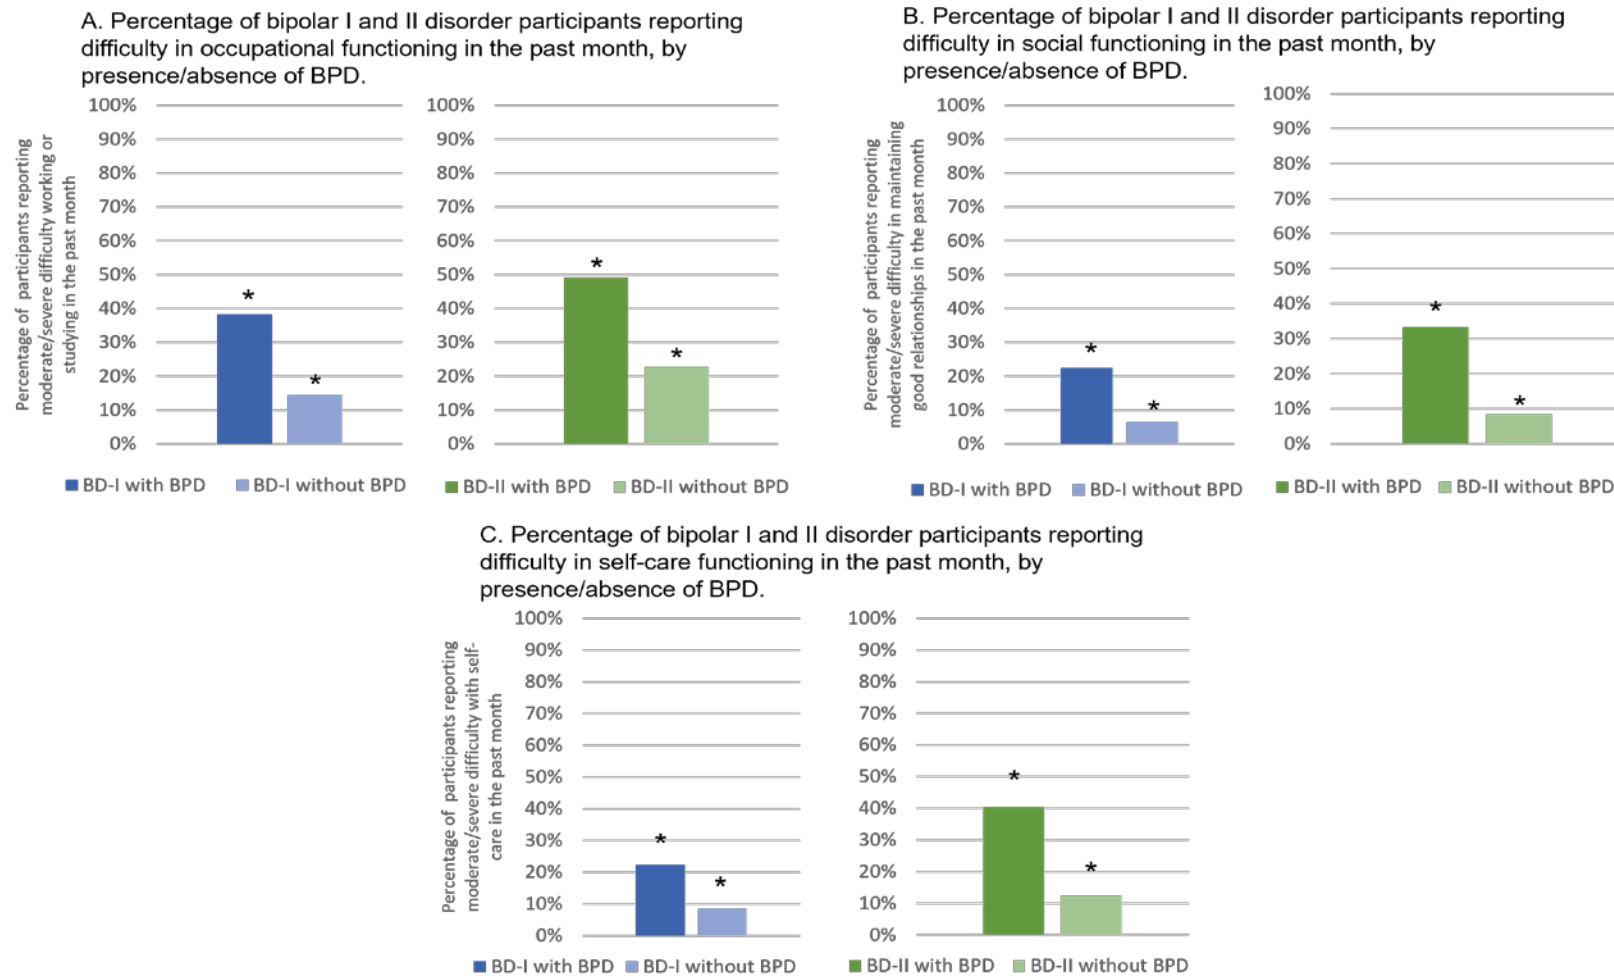 A. Percentage of bipolar I and II disorder participants reporting
difficulty in occupational functioning in the past month, by
presence/absence of BPD.
Percentage of participants reporting
moderate/severe difficulty working or
studying in the past month
100%
90%
80%
70%
60%
50%
40%
30%
20%
10%
0%
*
*
BD-I with BPD
BD-I without BPD
100%
90%
80%
70%
60%
50%
40%
30%
20%
10%
0%
*
*
BD-II with BPD
BD-II without BPD
B. Percentage of bipolar I and II disorder participants reporting
difficulty in social functioning in the past month, by
presence/absence of BPD.
Percentage of participants reporting
moderate/severe difficulty in maintaining
good relationships in the past month
100%
90%
80%
70%
60%
50%
40%
30%
20%
10%
0%
*
*
BD-I with BPD
BD-I without BPD
100%
90%
80%
70%
60%
50%
40%
30%
20%
10%
0%
*
*
BD-II with BPD
BD-II without BPD
C. Percentage of bipolar I and II disorder participants reporting
difficulty in self-care functioning in the past month, by
presence/absence of BPD.
Percentage of participants reporting
moderate/severe difficulty with self-
care in the past month
100%
90%
80%
70%
60%
50%
40%
30%
20%
10%
0%
*
*
BD-I with BPD
BD-I without BPD
100%
90%
80%
70%
60%
50%
40%
30%
20%
10%
0%
*
*
BD-II with BPD
BD-II without BPD